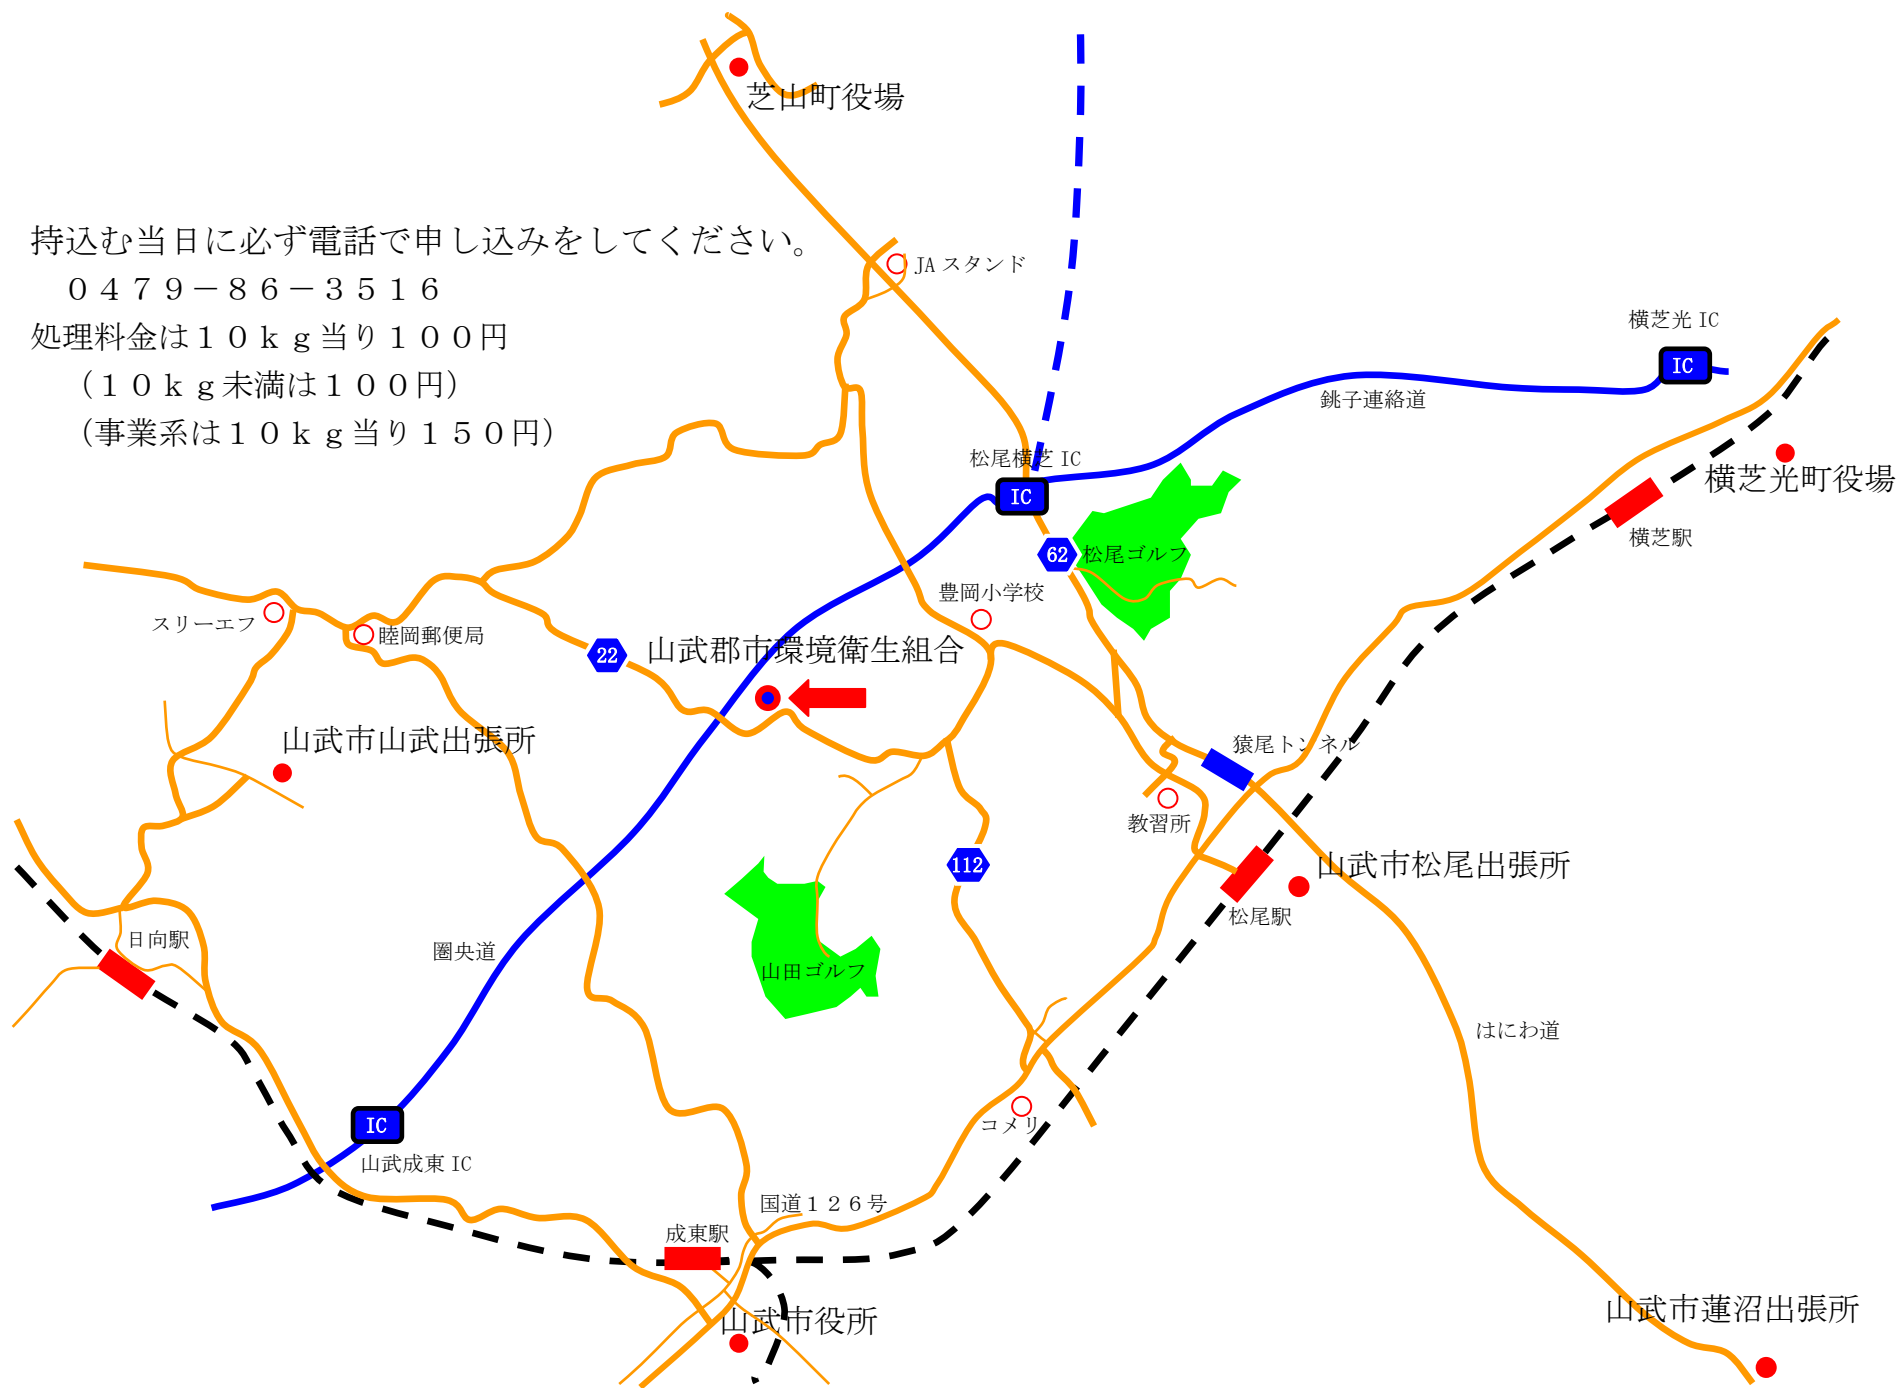 芝山町役場
持込む当日に必ず電話で申し込みをしてください。
０４７９－８６－３５１６
処理料金は１０ｋｇ当り１００円
（１０ｋｇ未満は１００円）
（事業系は１０ｋｇ当り１５０円）
JAスタンド
横芝光 IC
IC
銚子連絡道
松尾横芝 IC
IC
横芝光町役場
横芝駅
62
松尾ゴルフ
豊岡小学校
スリーエフ
睦岡郵便局
22
山武郡市環境衛生組合
山武市山武出張所
猿尾トンネル
教習所
112
山武市松尾出張所
松尾駅
日向駅
圏央道
山田ゴルフ
はにわ道
コメリ
IC
山武成東 IC
国道１２６号
成東駅
山武市役所
山武市蓮沼出張所